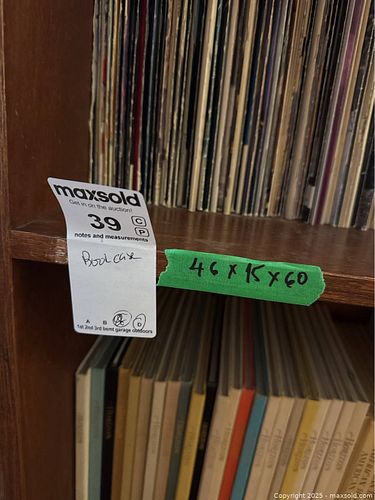 maxsold
Get in on the auction!
39
C
P
notes and measurements
Bookcase
46 x 15 x 60
A B C D
1st 2nd 3rd bsmt garage outdoors
HORIZON
Copyright 2025 - maxsold.com